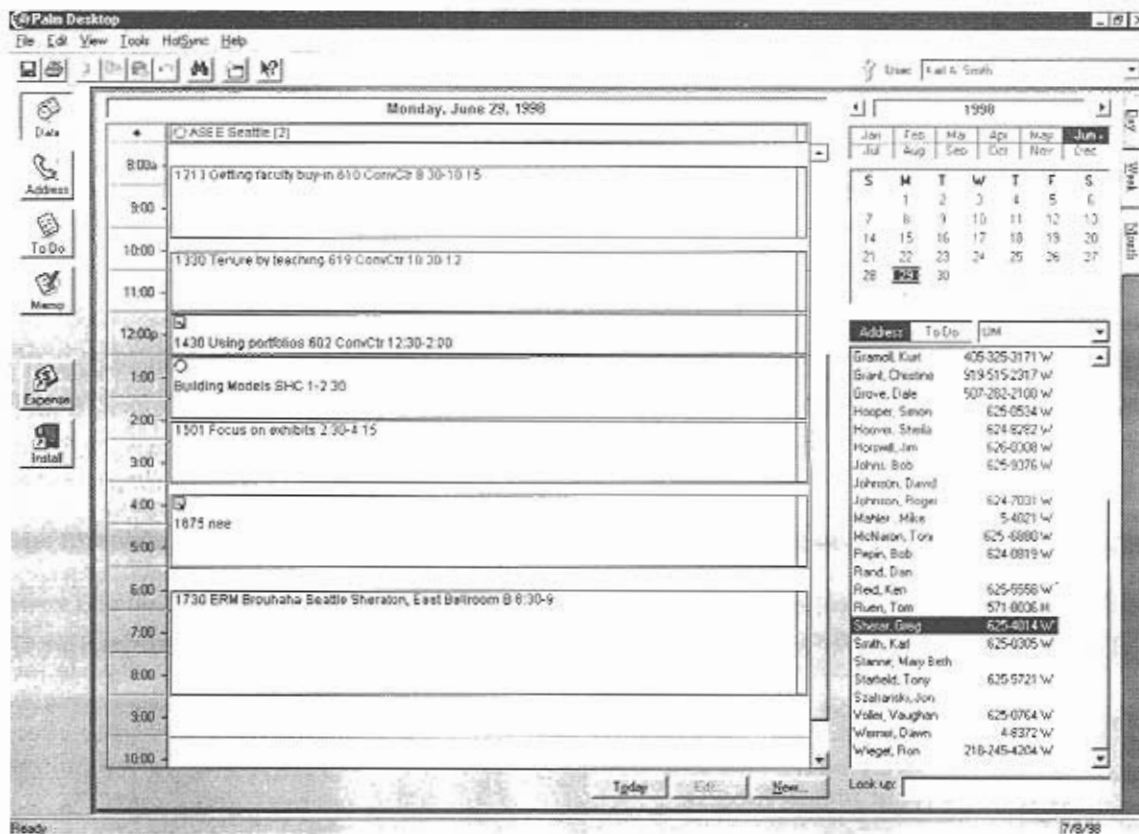 Palm Desktop
File Edit View Tools HotSync Help
User: Karl A. Smith
Date
Address
To Do
Memo
Expense
Install
Monday, June 29, 1998
ASEE Seattle (2)
8:00a
1213 Getting faculty buy-in 610 ConvCtr 8:30-10:15
9:00
10:00
1330 Tenure by teaching 619 ConvCtr 10:30-12
11:00
12:00p
1430 Using portfolios 602 ConvCtr 12:30-2:00
1:00
Building Models SHC 1-2:30
2:00
1501 Focus on exhibits 2:30-4:15
3:00
4:00
1675 nee
5:00
6:00
1730 ERM Brouhaha Seattle Sheraton, East Ballroom B 6:30-9
7:00
8:00
9:00
10:00
Today Edit... New...
1998
Jan Feb Mar Apr May Jun
Jul Aug Sep Oct Nov Dec
S M T W T F S
1 2 3 4 5 6
7 8 9 10 11 12 13
14 15 16 17 18 19 20
21 22 23 24 25 26 27
28 29 30
Day
Week
Month
Address To Do UM
Gramoll, Kurt 405-325-3171 W
Grant, Christine 919-515-2317 W
Grove, Dale 507-282-2100 W
Hooper, Simon 625-0534 W
Hoover, Sheila 624-8282 W
Horswell, Jim 626-0008 W
Johns, Bob 625-9376 W
Johnson, David
Johnson, Roger 624-7031 W
Mahler, Mike 5-4021 W
McNaron, Toni 625-6880 W
Pepin, Bob 624-0819 W
Rand, Dan
Reid, Ken 625-5558 W
Ruen, Tom 571-8036 H
Sherar, Greg 625-4014 W
Smith, Karl 625-0305 W
Stanne, Mary Beth
Starfield, Tony 625-5721 W
Szafranski, Jon
Voller, Vaughan 625-0764 W
Werner, Dawn 4-8372 W
Wiegel, Ron 218-245-4204 W
Look up:
Ready
7/8/98